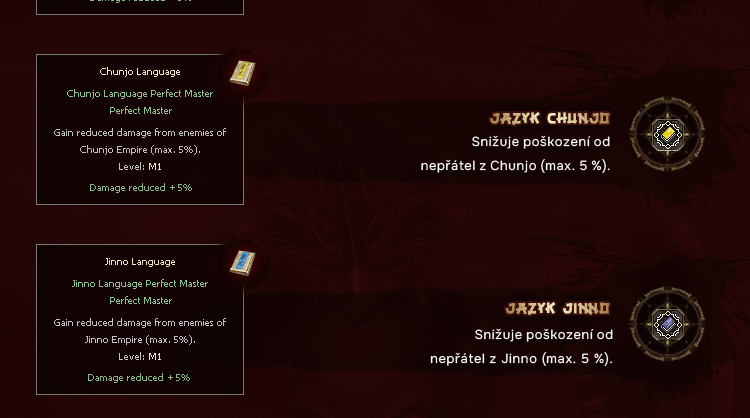 Damage reduced +5%
Chunjo Language
Chunjo Language Perfect Master
Perfect Master
Gain reduced damage from enemies of
Chunjo Empire (max. 5%).
Level: M1
Damage reduced +5%
JAZYK CHUNJO
Snižuje poškození od
nepřátel z Chunjo (max. 5 %).
Jinno Language
Jinno Language Perfect Master
Perfect Master
Gain reduced damage from enemies of
Jinno Empire (max. 5%).
Level: M1
Damage reduced +5%
JAZYK JINNO
Snižuje poškození od
nepřátel z Jinno (max. 5 %).